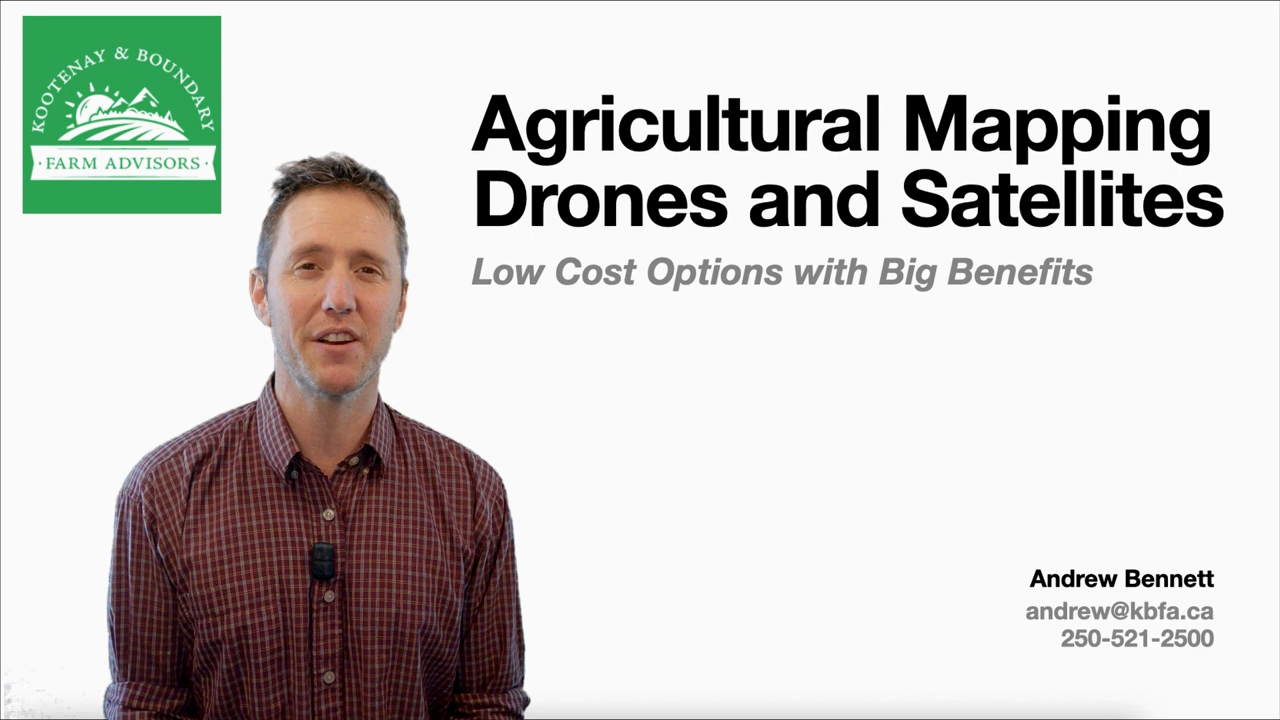 KOOTENAY & BOUNDARY
· FARM ADVISORS ·
Agricultural Mapping
Drones and Satellites
Low Cost Options with Big Benefits
Andrew Bennett
andrew@kbfa.ca
250-521-2500